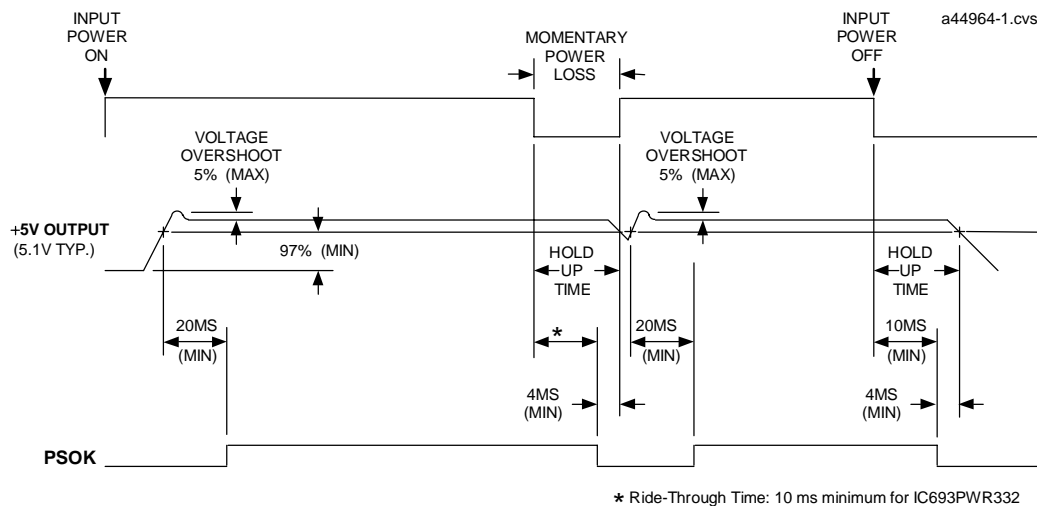 INPUT
POWER
ON
MOMENTARY
POWER
LOSS
INPUT
POWER
OFF
a44964-1.cvs
VOLTAGE
OVERSHOOT
5% (MAX)
VOLTAGE
OVERSHOOT
5% (MAX)
+5V OUTPUT
(5.1V TYP.)
97% (MIN)
HOLD
UP
TIME
HOLD
UP
TIME
20MS
(MIN)
*
20MS
(MIN)
10MS
(MIN)
4MS
(MIN)
4MS
(MIN)
PSOK
* Ride-Through Time: 10 ms minimum for IC693PWR332